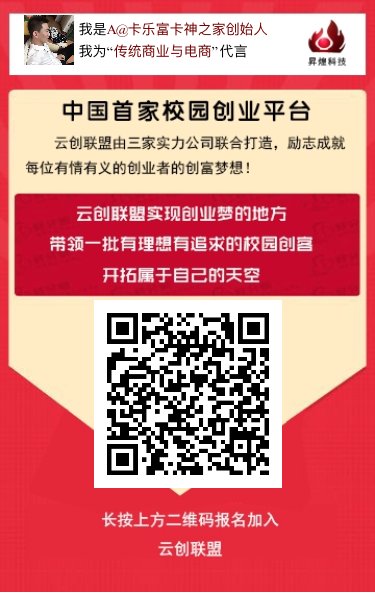 我是A@卡乐富卡神之家创始人
我为“传统商业与电商”代言
昇煌科技
中国首家校园创业平台
云创联盟由三家实力公司联合打造，励志成就
每位有情有义的创业者的创富梦想！
云创联盟实现创业梦的地方
带领一批有理想有追求的校园创客
开拓属于自己的天空
长按上方二维码报名加入
云创联盟